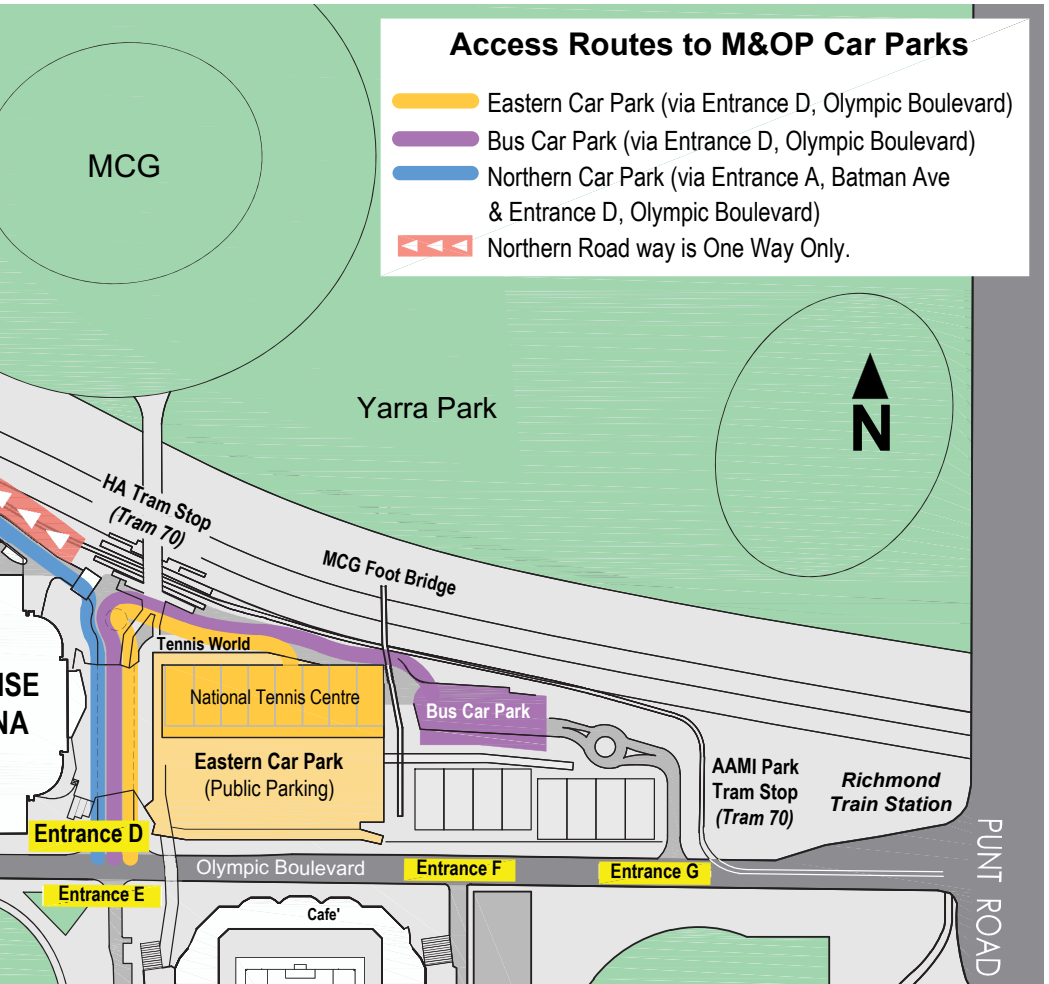 Access Routes to M&OP Car Parks
Eastern Car Park (via Entrance D, Olympic Boulevard)
Bus Car Park (via Entrance D, Olympic Boulevard)
Northern Car Park (via Entrance A, Batman Ave
& Entrance D, Olympic Boulevard)
Northern Road way is One Way Only.
MCG
Yarra Park
N
HA Tram Stop
(Tram 70)
MCG Foot Bridge
Tennis World
National Tennis Centre
ISE
NA
Bus Car Park
Eastern Car Park
(Public Parking)
AAMI Park
Tram Stop
(Tram 70)
Richmond
Train Station
Entrance D
Olympic Boulevard
Entrance F
Entrance G
Entrance E
Cafe'
PUNT ROAD